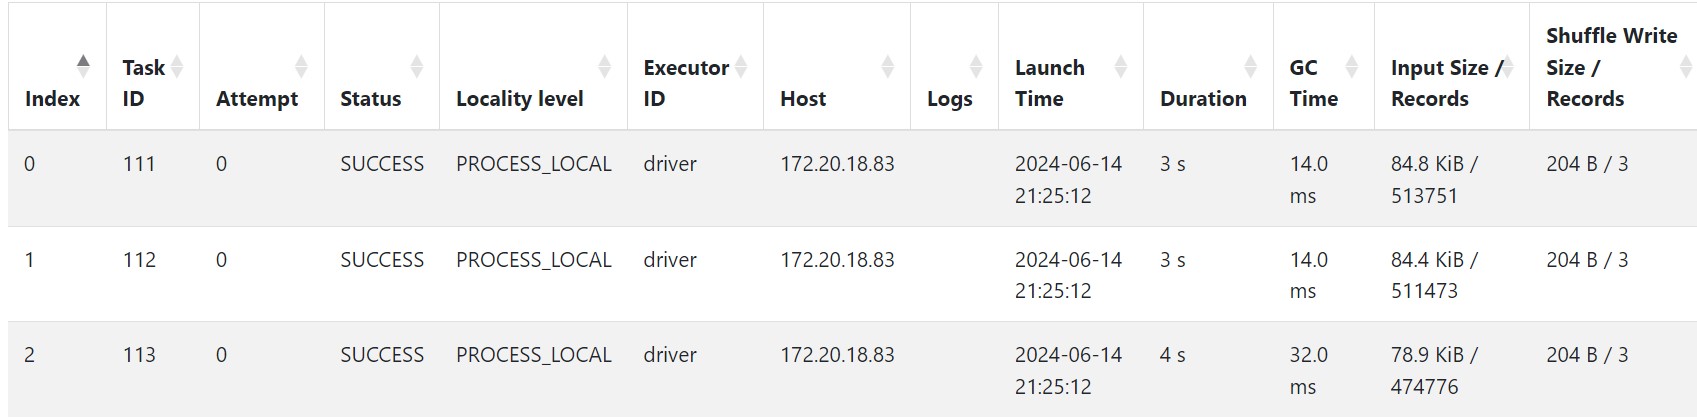 Index Task ID Attempt Status Locality level Executor ID Host Logs Launch Time Duration GC Time Input Size / Records Shuffle Write Size / Records
0 111 0 SUCCESS PROCESS_LOCAL driver 172.20.18.83 2024-06-14 21:25:12 3 s 14.0 ms 84.8 KiB / 513751 204 B / 3
1 112 0 SUCCESS PROCESS_LOCAL driver 172.20.18.83 2024-06-14 21:25:12 3 s 14.0 ms 84.4 KiB / 511473 204 B / 3
2 113 0 SUCCESS PROCESS_LOCAL driver 172.20.18.83 2024-06-14 21:25:12 4 s 32.0 ms 78.9 KiB / 474776 204 B / 3